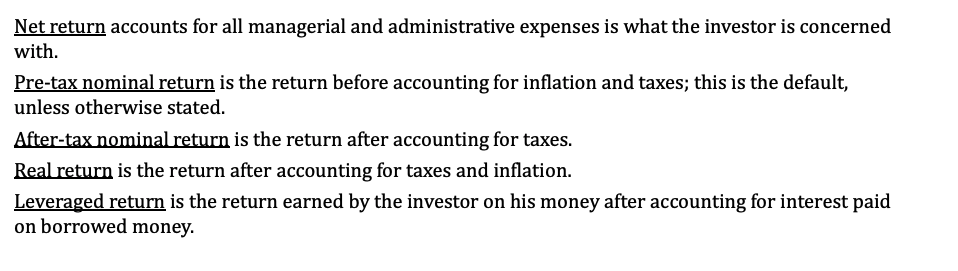 Net return accounts for all managerial and administrative expenses is what the investor is concerned
with.
Pre-tax nominal return is the return before accounting for inflation and taxes; this is the default,
unless otherwise stated.
After-tax nominal return is the return after accounting for taxes.
Real return is the return after accounting for taxes and inflation.
Leveraged return is the return earned by the investor on his money after accounting for interest paid
on borrowed money.